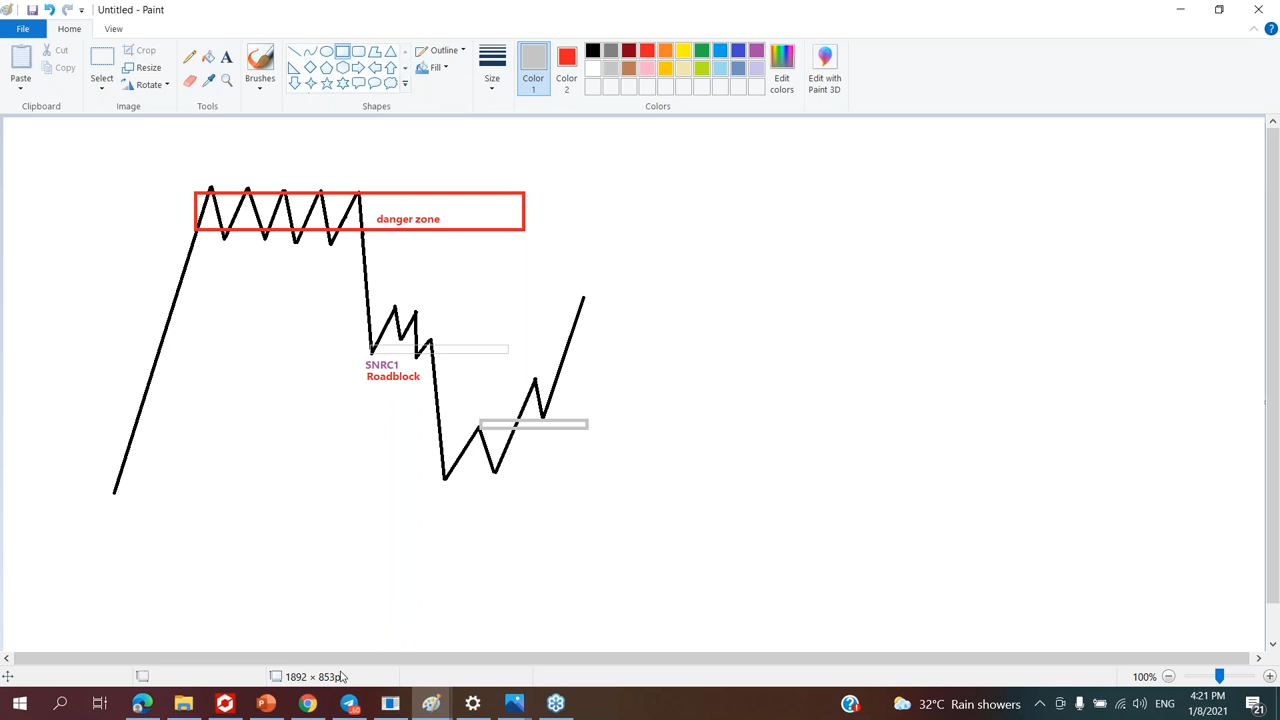 Untitled - Paint
File
Home
View
Paste
Cut
Copy
Clipboard
Select
Crop
Resize
Rotate
Image
Tools
Brushes
Shapes
Outline
Fill
Size
Color
1
Color
2
Colors
Edit
colors
Edit with
Paint 3D
danger zone
SNRC1
Roadblock
1892 × 853p
100%
32°C Rain showers
ENG
4:21 PM
1/8/2021
21